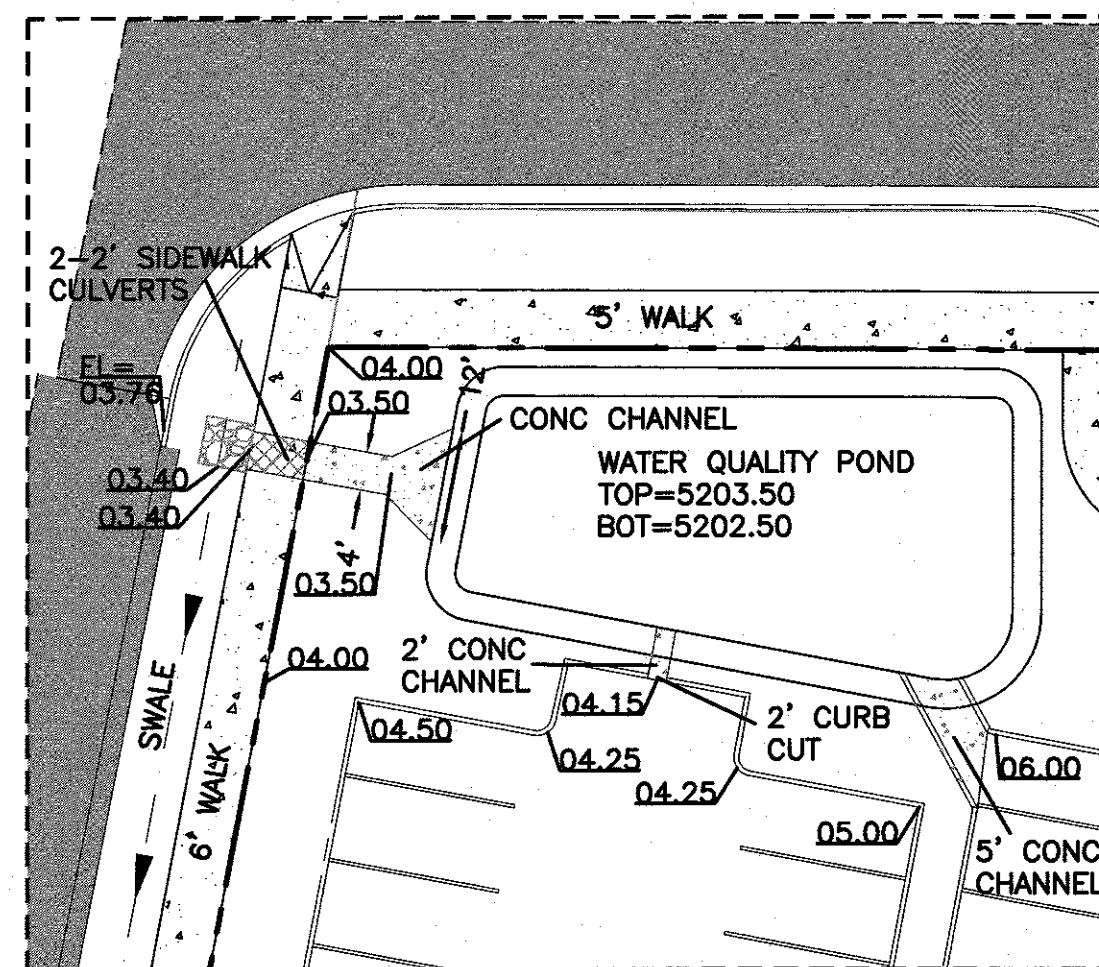 2-2' SIDEWALK
CULVERTS
5' WALK
FL=
03.76
04.00
12'
03.50
CONC CHANNEL
WATER QUALITY POND
TOP=5203.50
BOT=5202.50
03.40
03.40
4'
03.50
04.00
2' CONC
CHANNEL
SWALE
6' WALK
04.50
04.15
04.25
2' CURB
CUT
04.25
06.00
05.00
5' CONC
CHANNEL